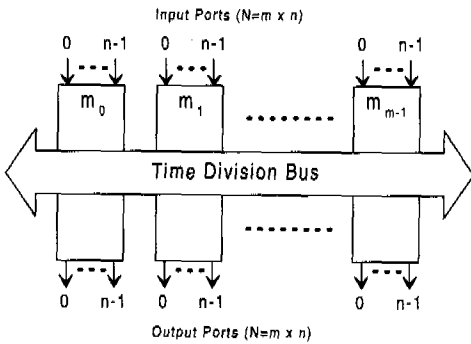 Input Ports (N=m x n)
0 n-1 0 n-1 0 n-1
m0 m1 mm-1
Time Division Bus
0 n-1 0 n-1 0 n-1
Output Ports (N=m x n)